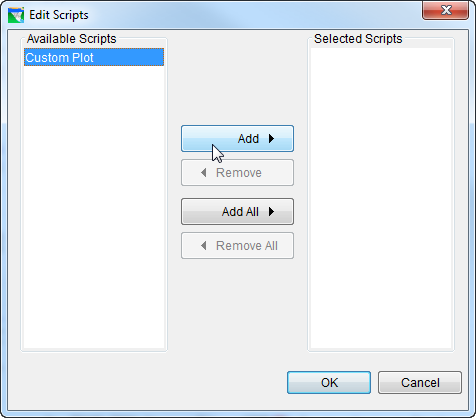 Edit Scripts
Available Scripts
Selected Scripts
Custom Plot
Add
Remove
Add All
Remove All
OK
Cancel